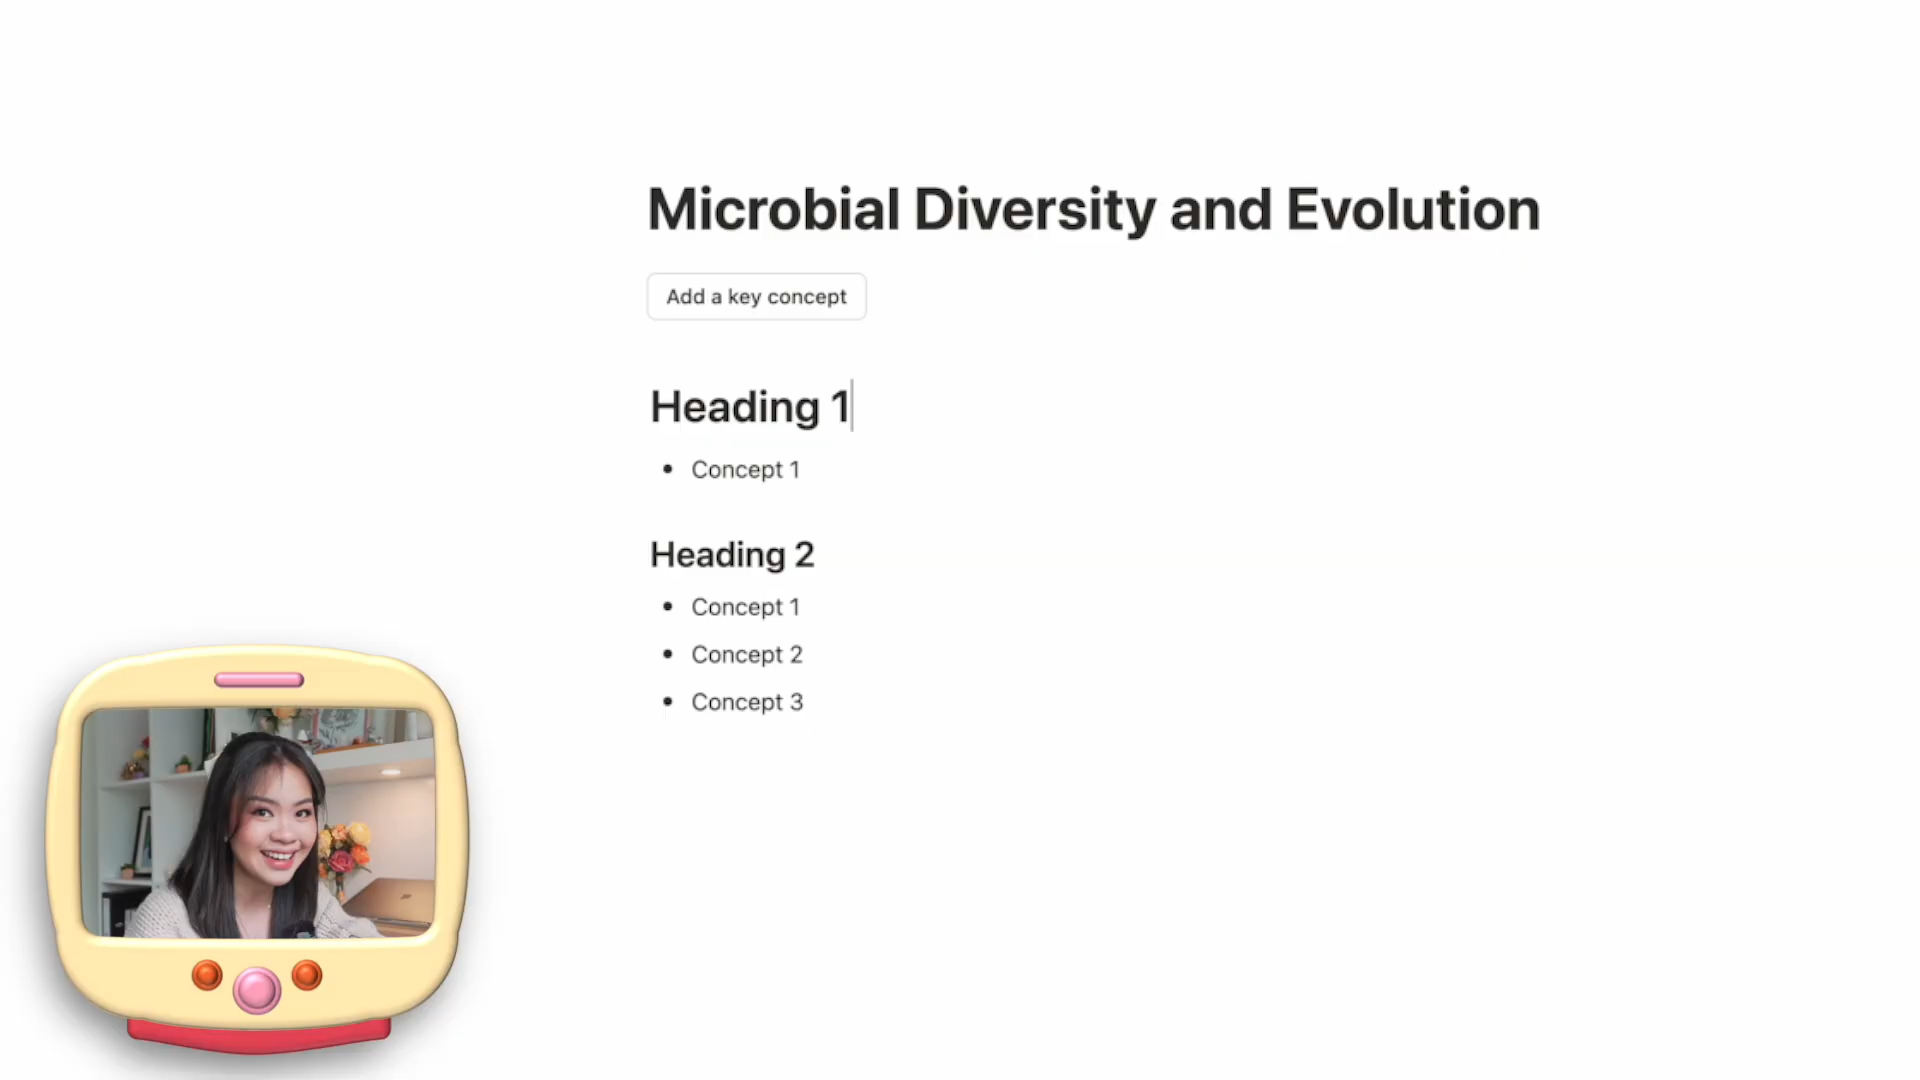 Microbial Diversity and Evolution
Add a key concept
Heading 1
Concept 1
Heading 2
Concept 1
Concept 2
Concept 3